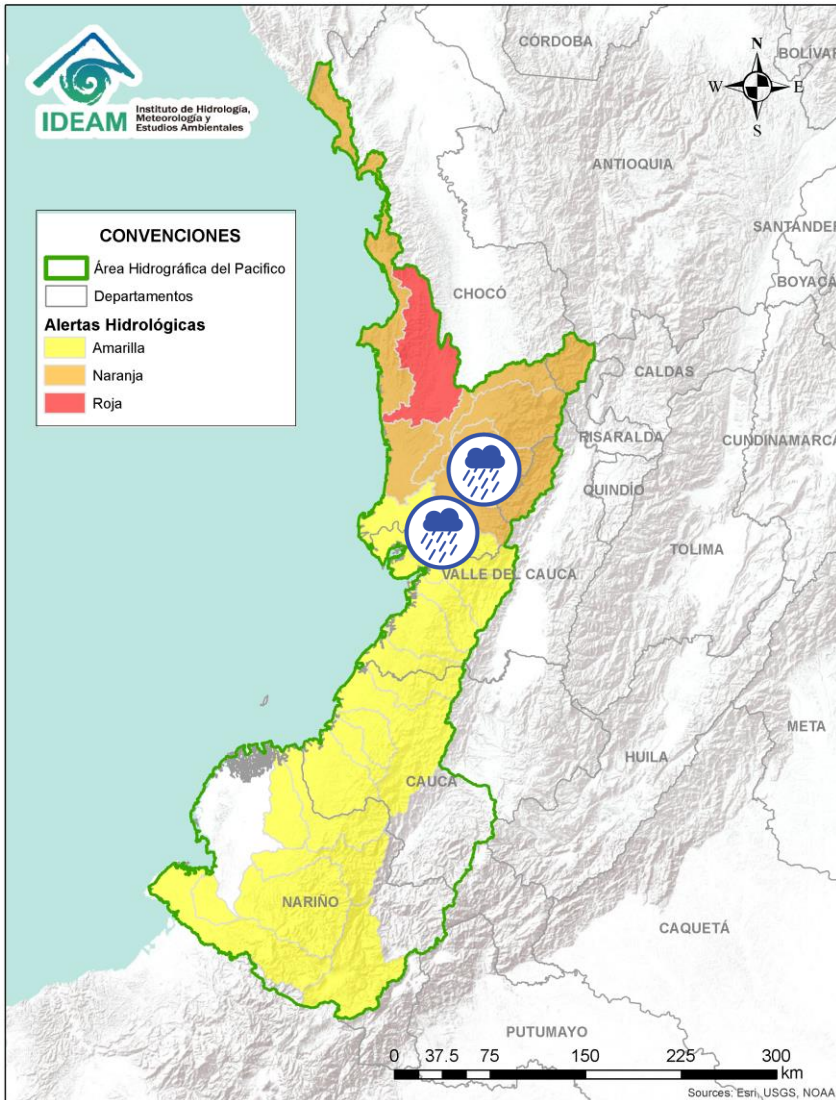 IDEAM
Instituto de Hidrología,
Meteorología y
Estudios Ambientales
CÓRDOBA
BOLÍVAR
N
W
E
S
ANTIOQUIA
SANTANDER
BOYACÁ
CONVENCIONES
Área Hidrográfica del Pacifico
Departamentos
Alertas Hidrológicas
Amarilla
Naranja
Roja
CHOCÓ
CALDAS
RISARALDA
CUNDINAMARCA
QUINDÍO
TOLIMA
VALLE DEL CAUCA
META
HUILA
CAUCA
NARIÑO
CAQUETÁ
PUTUMAYO
0 37.5 75 150 225 300
km
Sources: Esri, USGS, NOAA